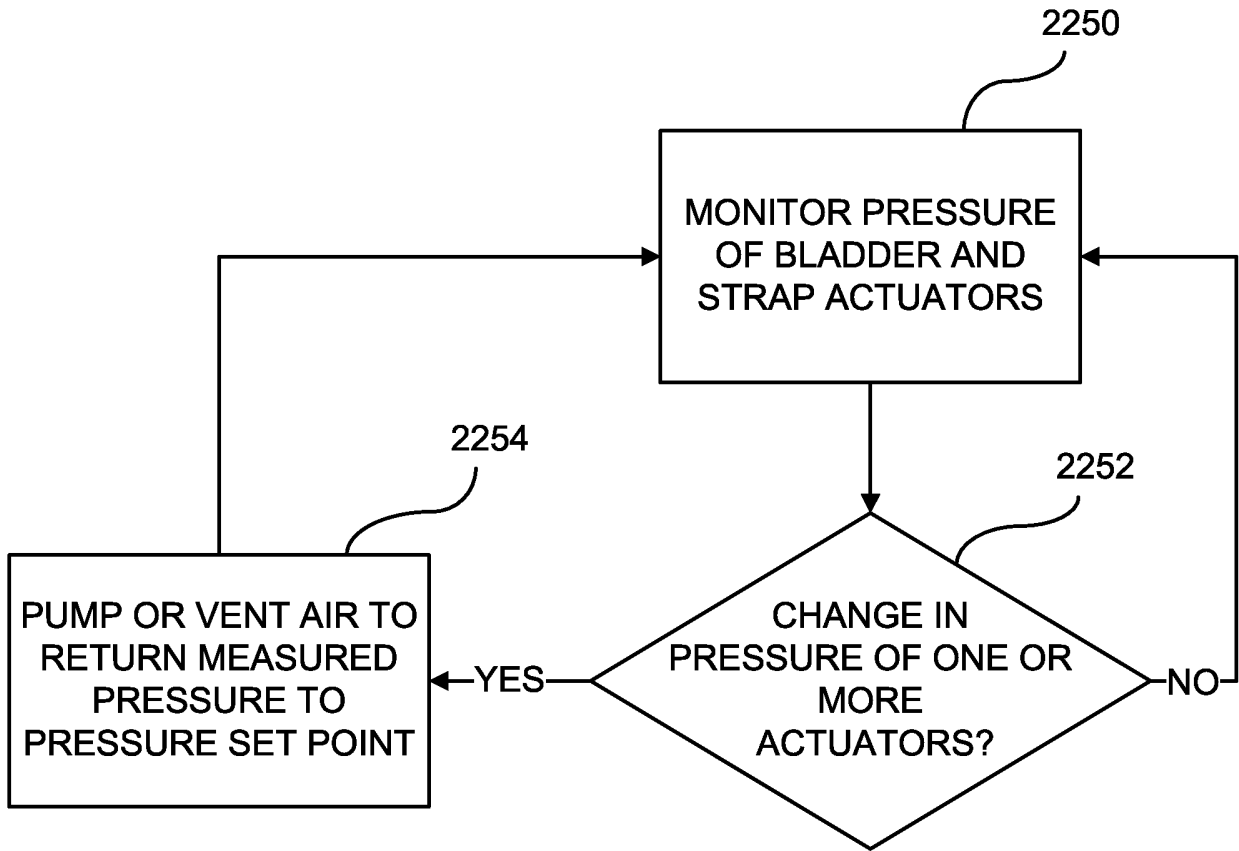 2250
MONITOR PRESSURE
OF BLADDER AND
STRAP ACTUATORS
2254
2252
PUMP OR VENT AIR TO
RETURN MEASURED
PRESSURE TO
PRESSURE SET POINT
YES
CHANGE IN
PRESSURE OF ONE OR
MORE
ACTUATORS?
NO